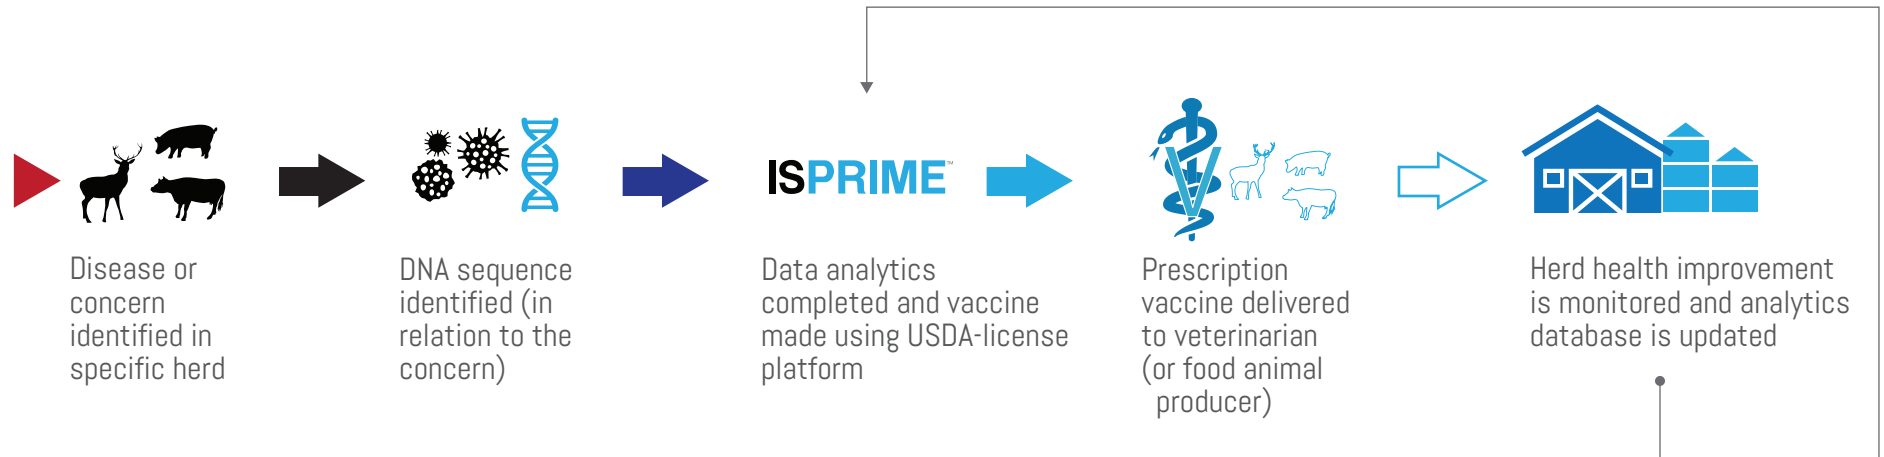 Disease or
concern
identified in
specific herd
DNA sequence
identified (in
relation to the
concern)
ISPRIME™
Data analytics
completed and vaccine
made using USDA-license
platform
Prescription
vaccine delivered
to veterinarian
(or food animal
producer)
Herd health improvement
is monitored and analytics
database is updated